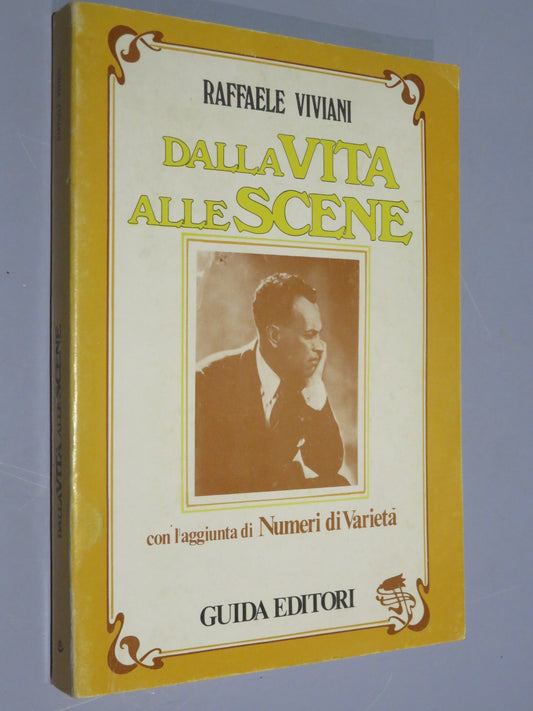 RAFFAELE VIVIANI
DALLA VITA
ALLE SCENE
con l'aggiunta di Numeri di Varietà
GUIDA EDITORI
DALLA VITA ALLE SCENE